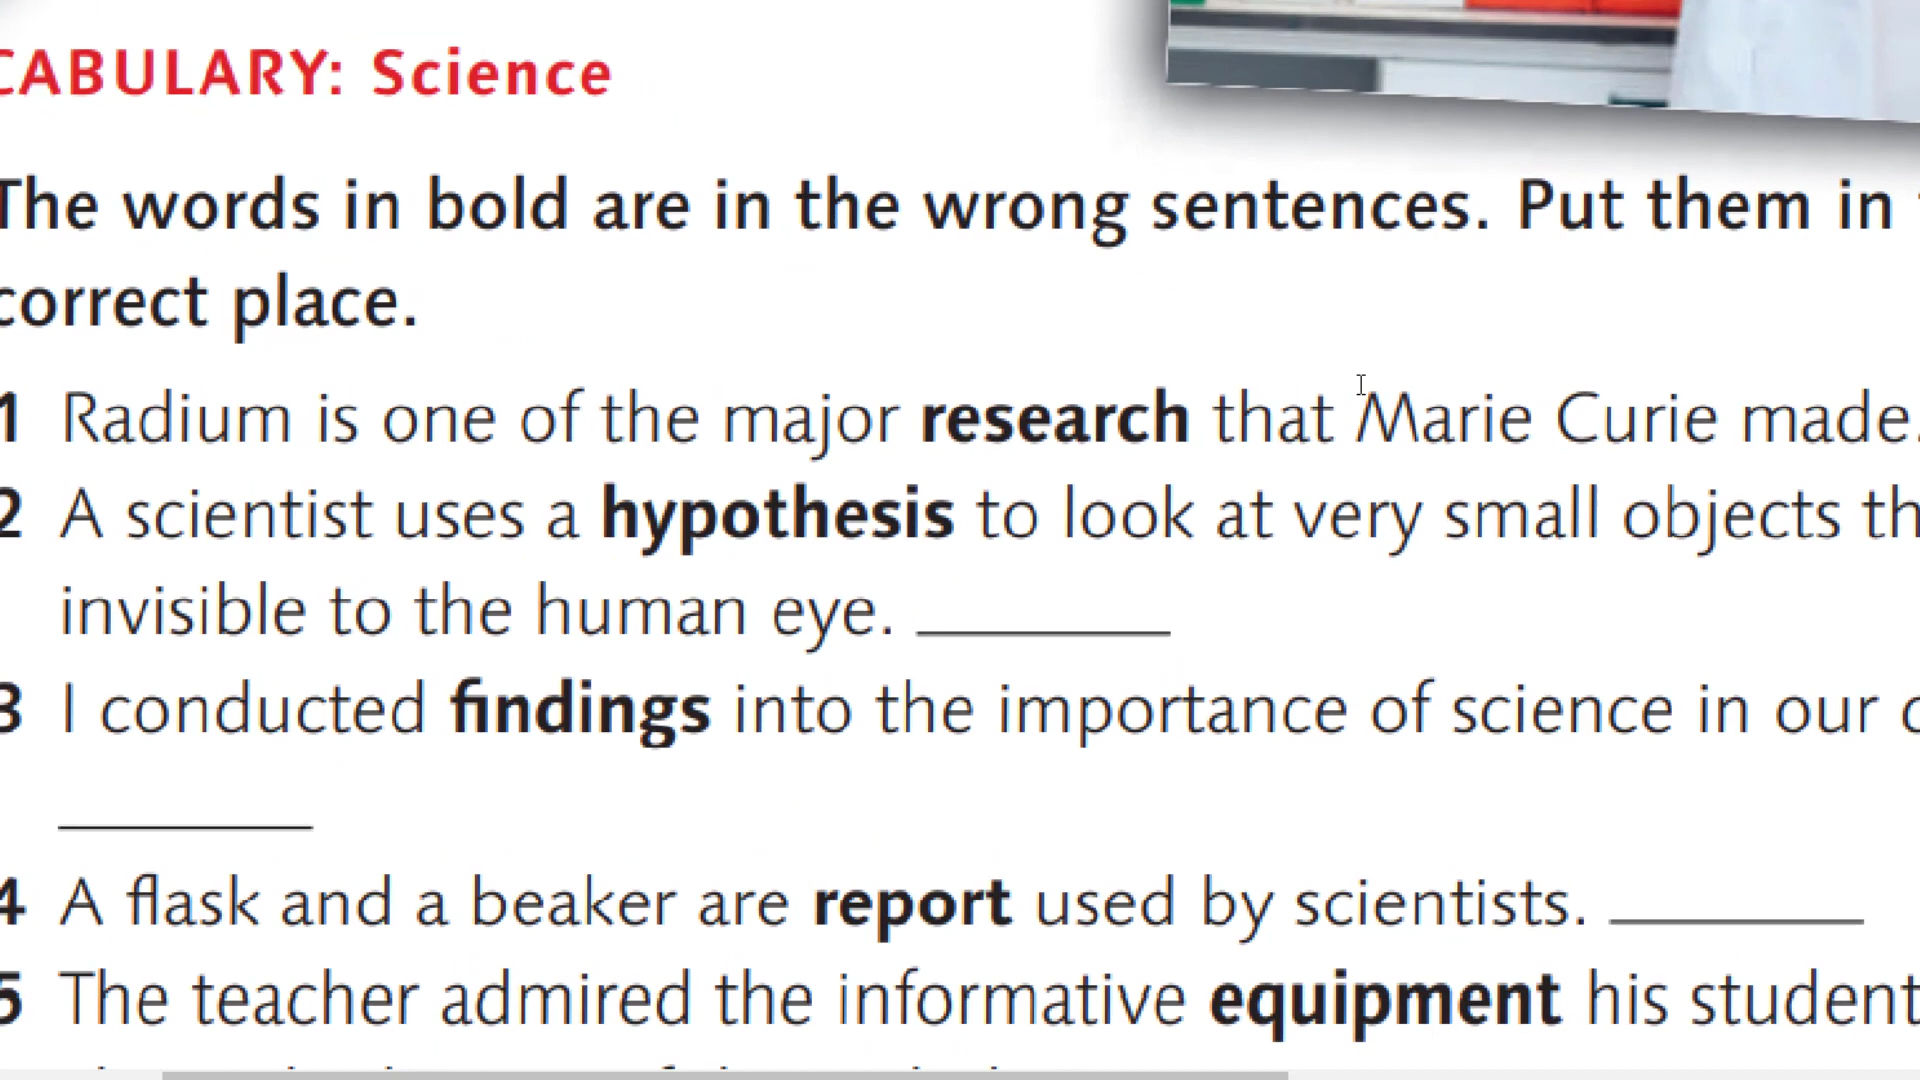 CABULARY: Science
The words in bold are in the wrong sentences. Put them in
correct place.
1 Radium is one of the major research that Marie Curie made.
2 A scientist uses a hypothesis to look at very small objects th
invisible to the human eye.
3 I conducted findings into the importance of science in our
4 A flask and a beaker are report used by scientists.
5 The teacher admired the informative equipment his student